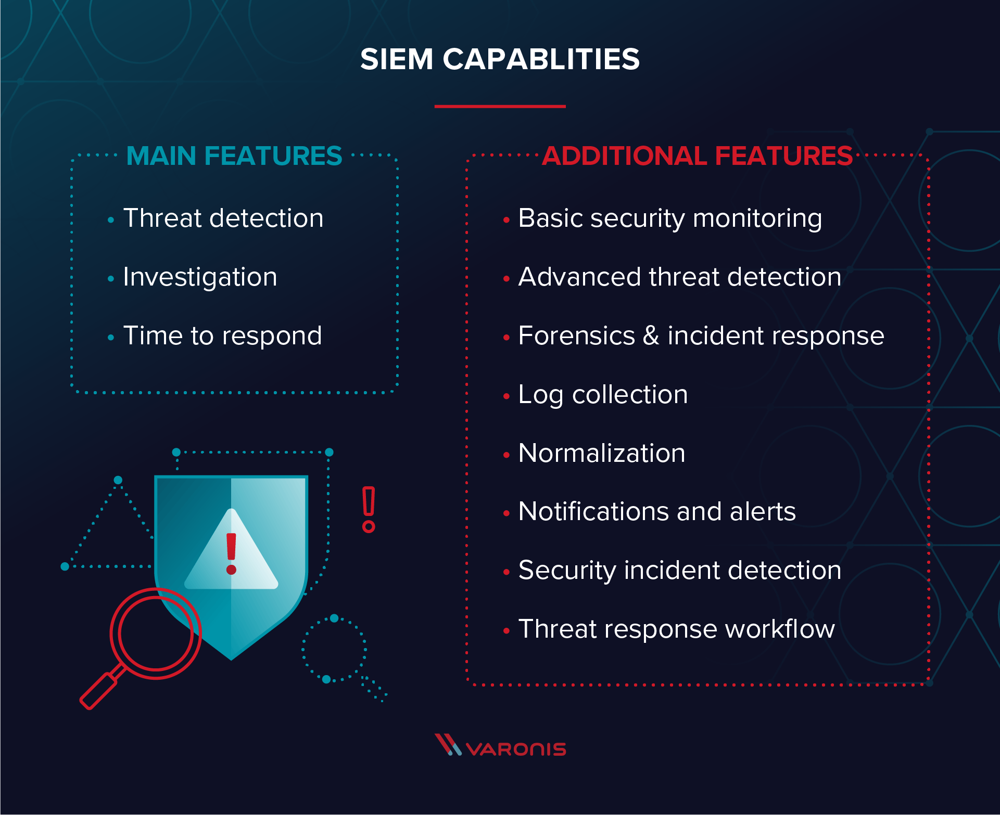 SIEM CAPABLITIES
MAIN FEATURES
• Threat detection
• Investigation
• Time to respond
ADDITIONAL FEATURES
• Basic security monitoring
• Advanced threat detection
• Forensics & incident response
• Log collection
• Normalization
• Notifications and alerts
• Security incident detection
• Threat response workflow
!
!
VARONIS